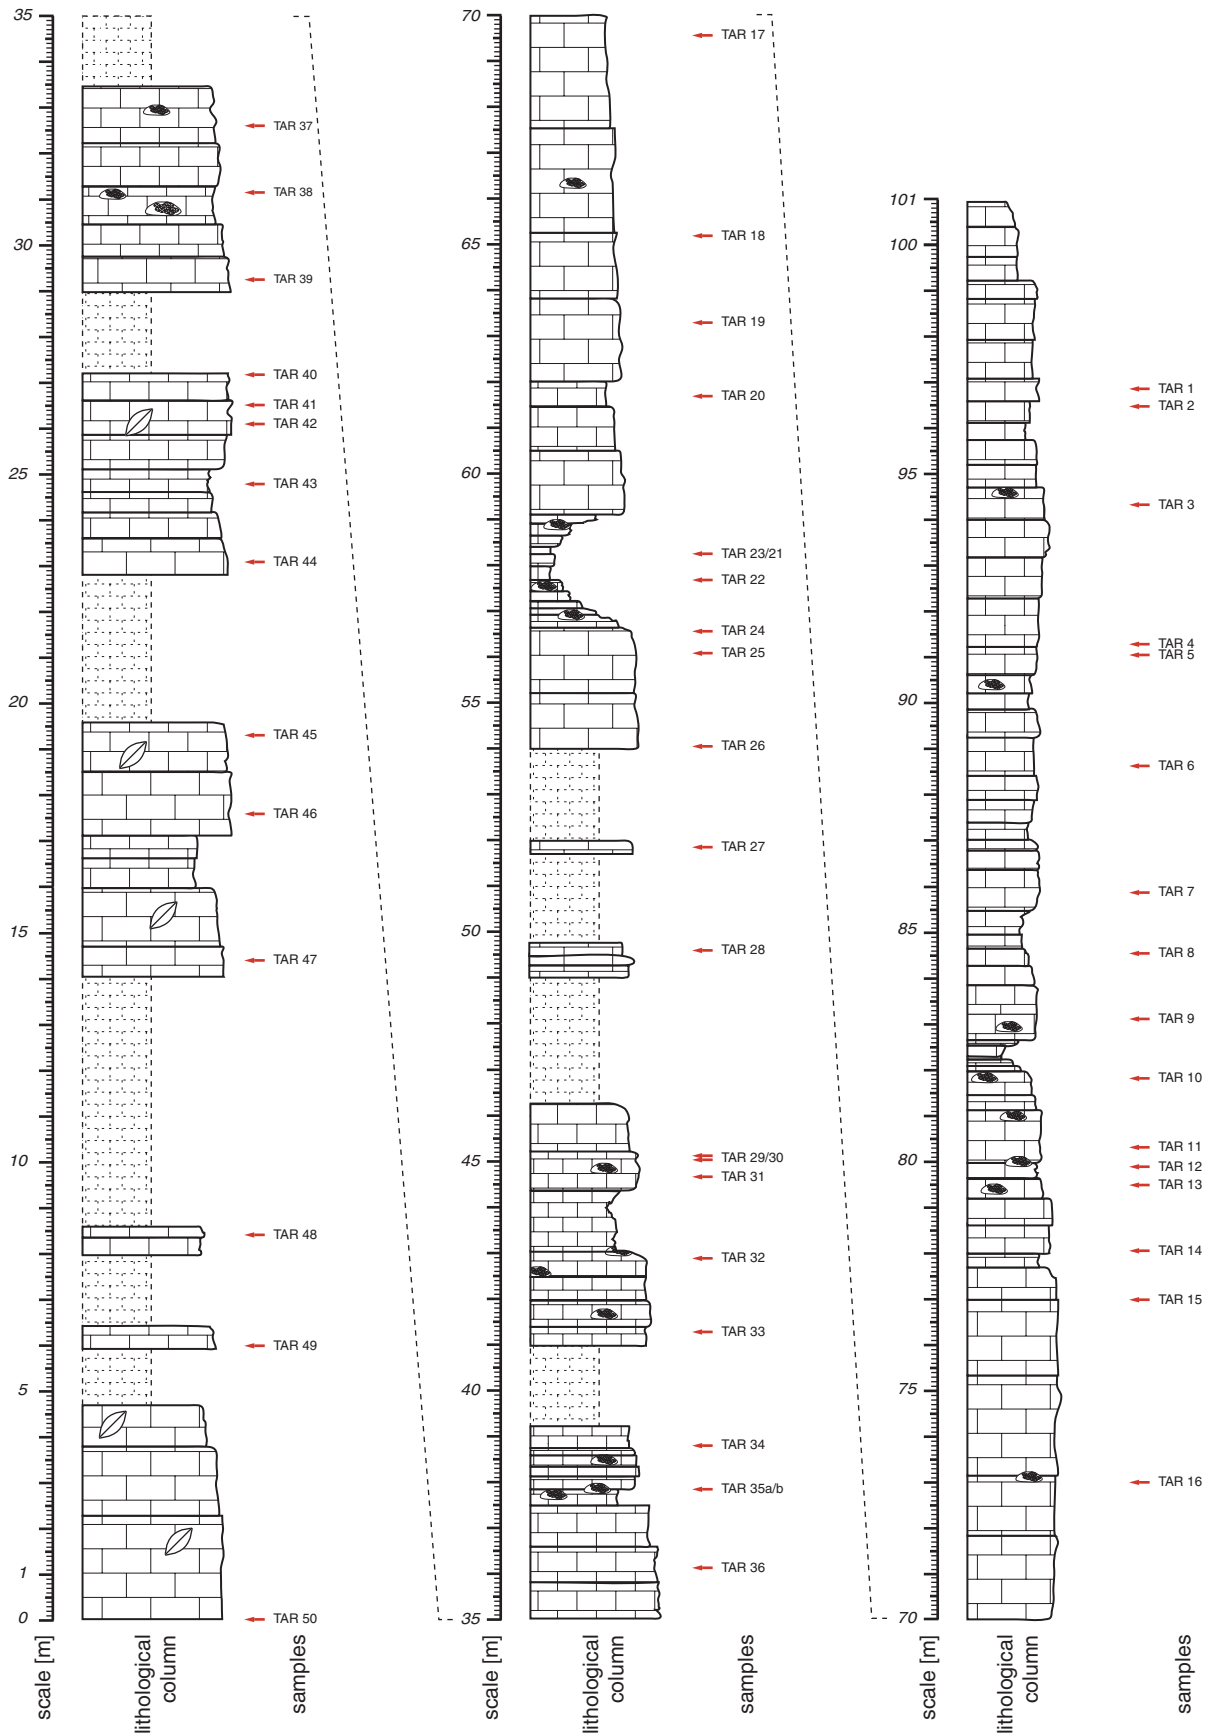 35
30
25
20
15
10
5
1
0
TAR 37
TAR 38
TAR 39
TAR 40
TAR 41
TAR 42
TAR 43
TAR 44
TAR 45
TAR 46
TAR 47
TAR 48
TAR 49
TAR 50
scale [m]
lithological
column
samples
70
65
60
55
50
45
40
35
TAR 17
TAR 18
TAR 19
TAR 20
TAR 23/21
TAR 22
TAR 24
TAR 25
TAR 26
TAR 27
TAR 28
TAR 29/30
TAR 31
TAR 32
TAR 33
TAR 34
TAR 35a/b
TAR 36
scale [m]
lithological
column
samples
101
100
95
90
85
80
75
70
TAR 1
TAR 2
TAR 3
TAR 4
TAR 5
TAR 6
TAR 7
TAR 8
TAR 9
TAR 10
TAR 11
TAR 12
TAR 13
TAR 14
TAR 15
TAR 16
scale [m]
lithological
column
samples